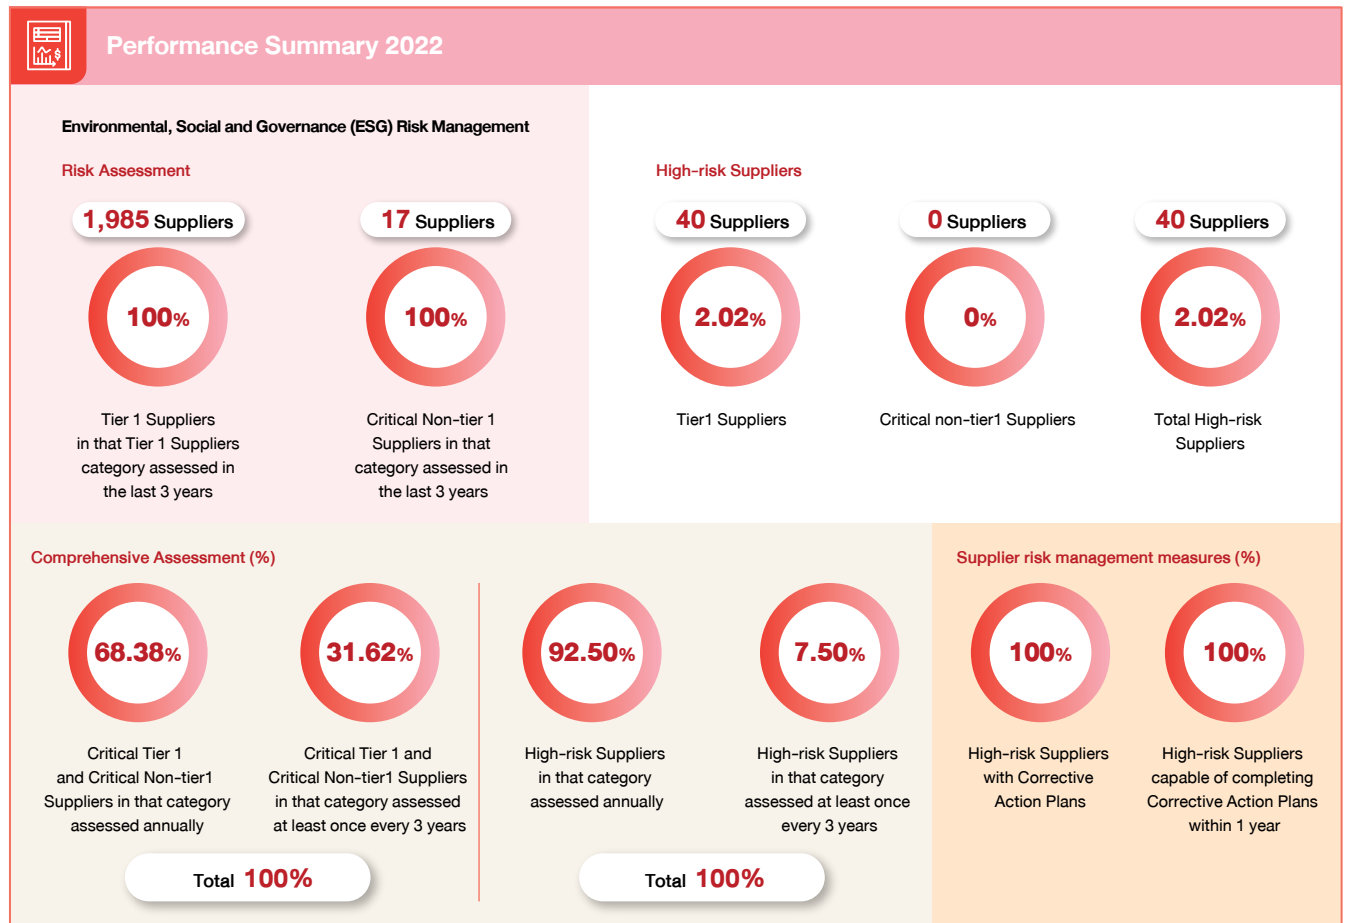 Performance Summary 2022
Environmental, Social and Governance (ESG) Risk Management
Risk Assessment
1,985 Suppliers
100%
Tier 1 Suppliers
in that Tier 1 Suppliers
category assessed in
the last 3 years
17 Suppliers
100%
Critical Non-tier 1
Suppliers in that
category assessed in
the last 3 years
High-risk Suppliers
40 Suppliers
2.02%
Tier1 Suppliers
0 Suppliers
0%
Critical non-tier1 Suppliers
40 Suppliers
2.02%
Total High-risk
Suppliers
Comprehensive Assessment (%)
68.38%
Critical Tier 1
and Critical Non-tier1
Suppliers in that category
assessed annually
31.62%
Critical Tier 1 and
Critical Non-tier1 Suppliers
in that category assessed
at least once every 3 years
Total 100%
92.50%
High-risk Suppliers
in that category
assessed annually
7.50%
High-risk Suppliers
in that category
assessed at least once
every 3 years
Total 100%
Supplier risk management measures (%)
100%
High-risk Suppliers
with Corrective
Action Plans
100%
High-risk Suppliers
capable of completing
Corrective Action Plans
within 1 year